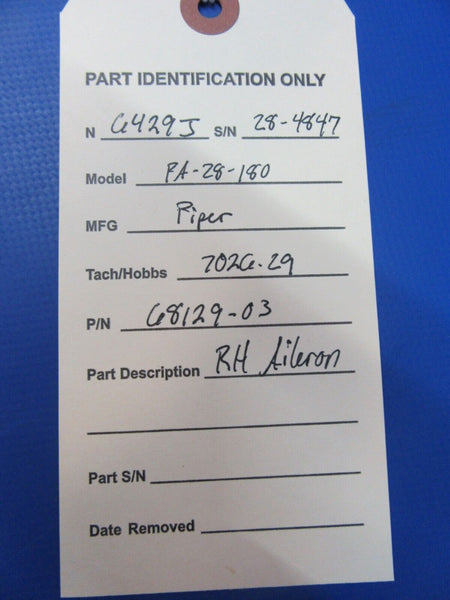 PART IDENTIFICATION ONLY
N 6429J S/N 28-4847
Model PA-28-180
MFG Piper
Tach/Hobbs 7026.29
P/N 68129-03
Part Description RH Aileron
Part S/N
Date Removed